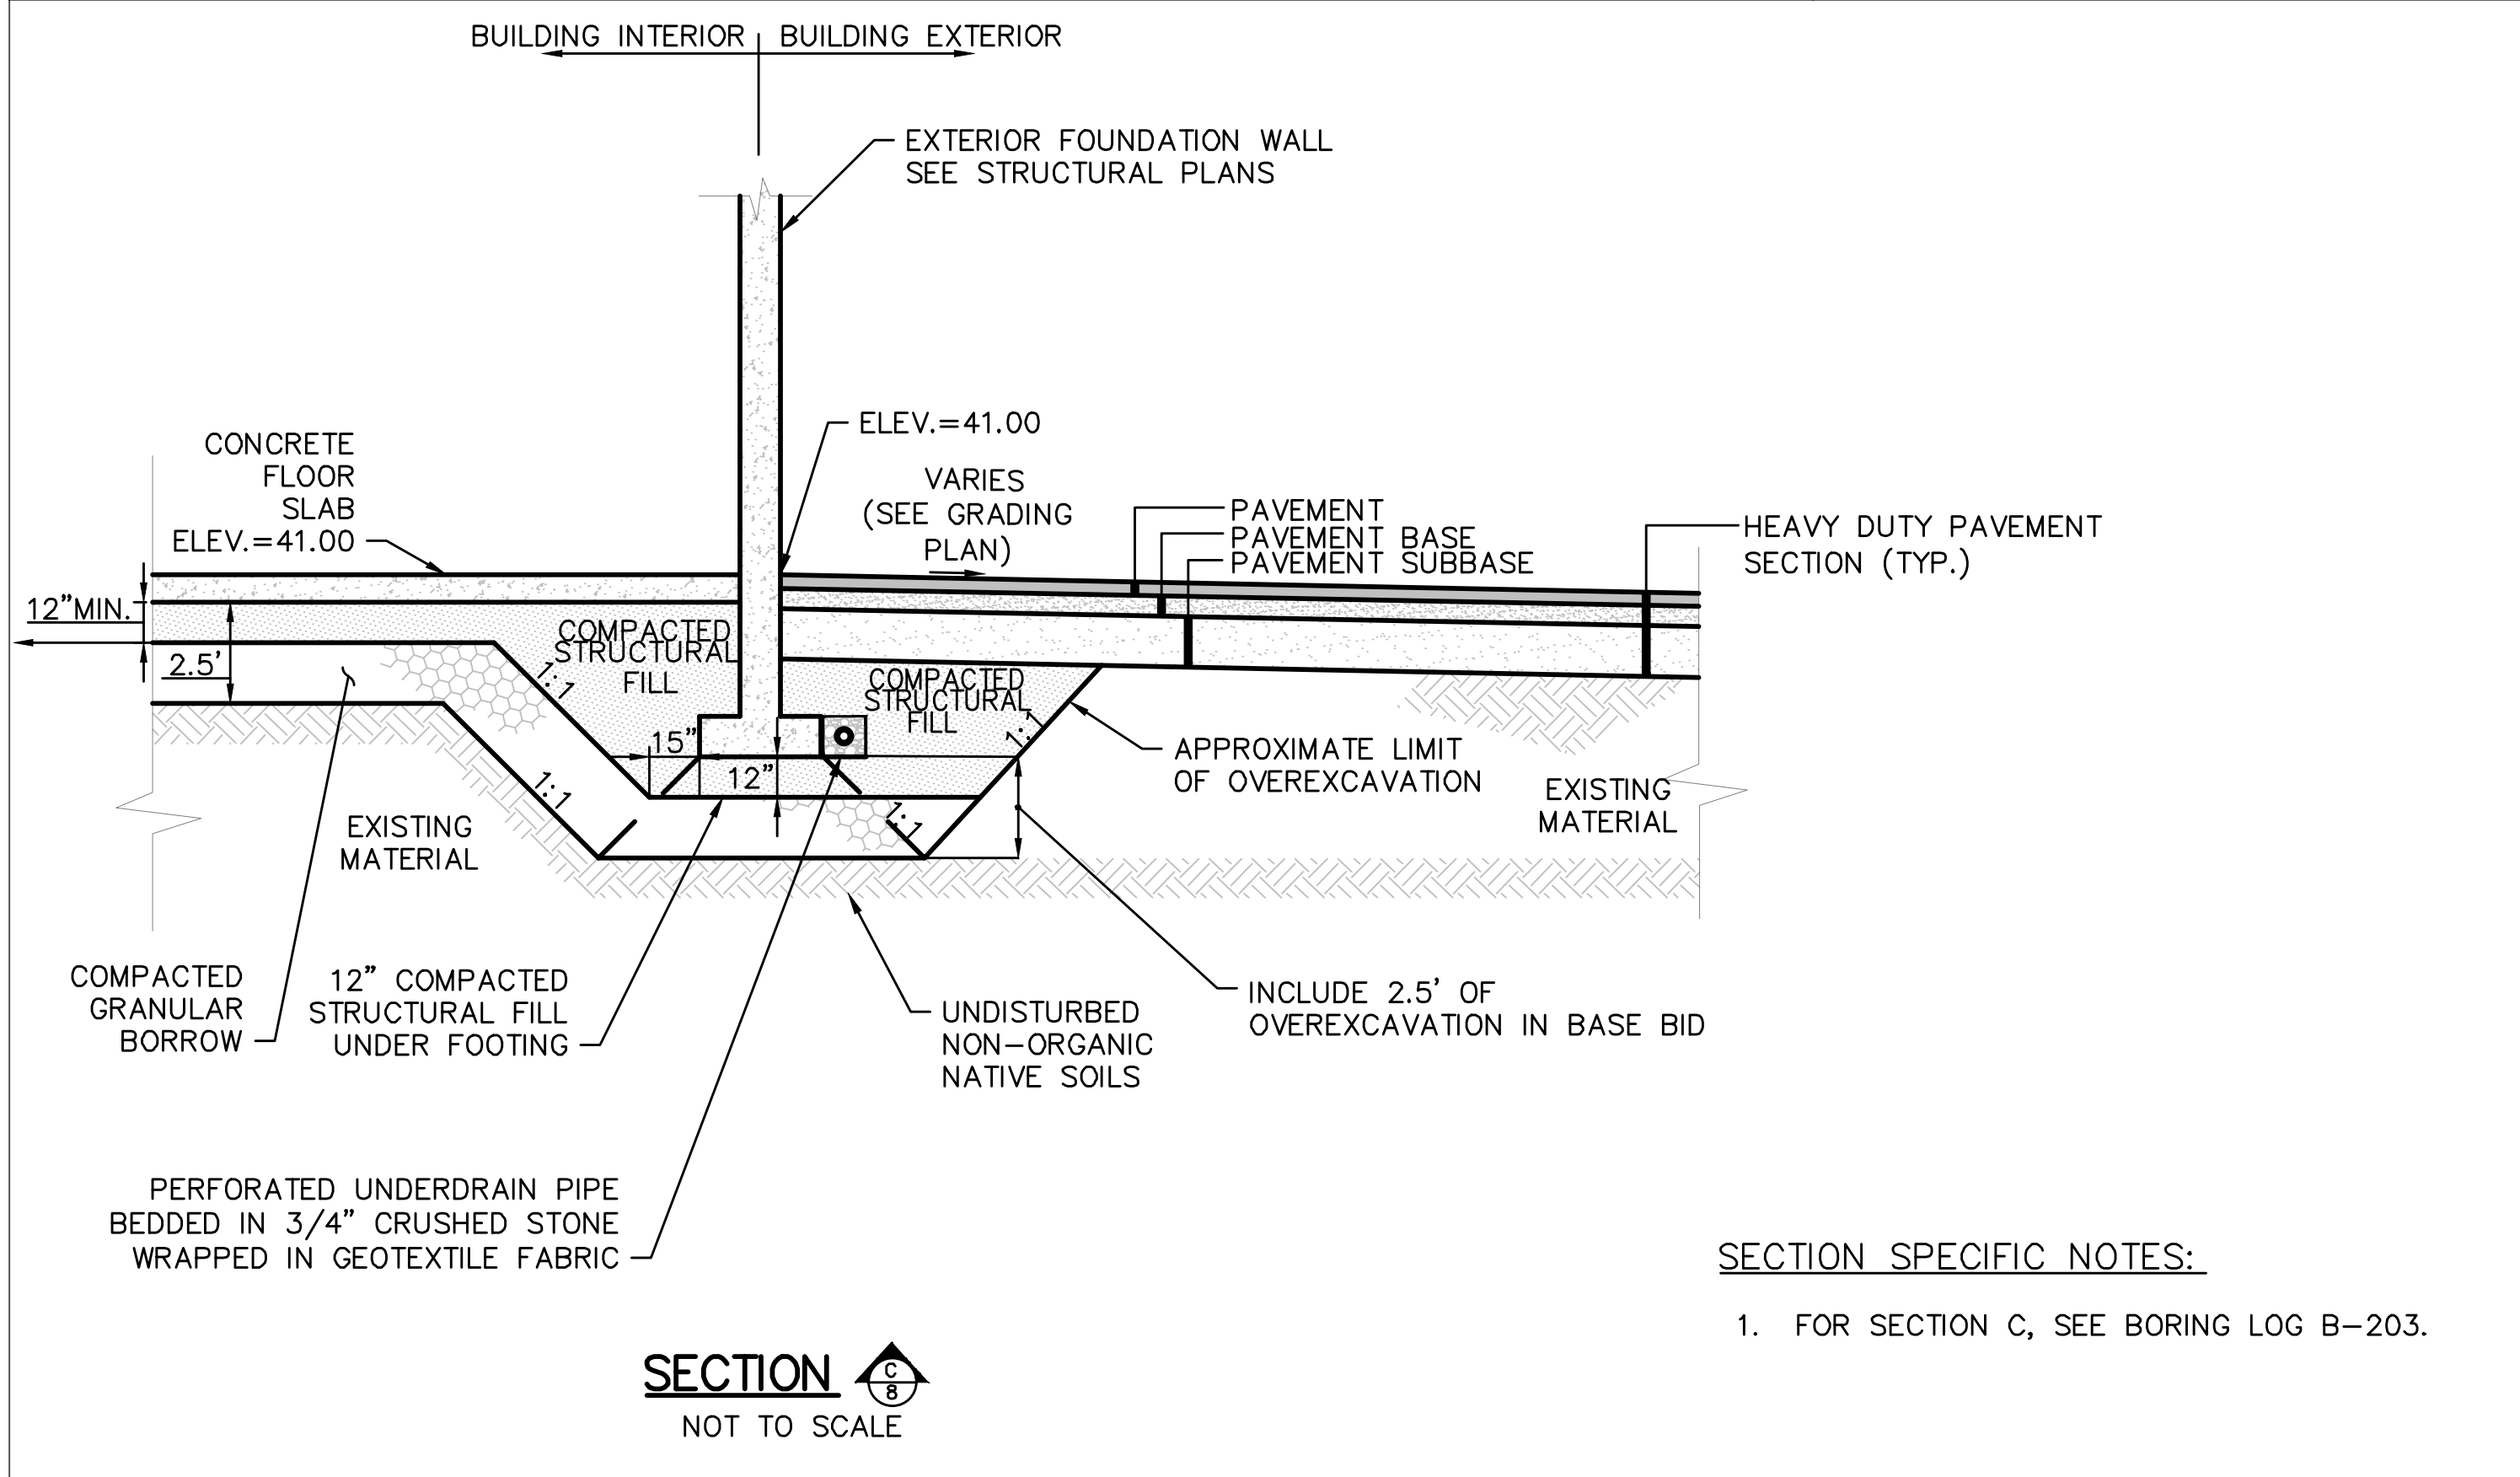 BUILDING INTERIOR
BUILDING EXTERIOR
EXTERIOR FOUNDATION WALL
SEE STRUCTURAL PLANS
ELEV.=41.00
CONCRETE
FLOOR
SLAB
ELEV.=41.00
VARIES
(SEE GRADING
PLAN)
PAVEMENT
PAVEMENT BASE
PAVEMENT SUBBASE
HEAVY DUTY PAVEMENT
SECTION (TYP.)
12”MIN.
2.5’
COMPACTED
STRUCTURAL
FILL
1:1
COMPACTED
STRUCTURAL
FILL
1:1
15”
12”
1:1
1:1
APPROXIMATE LIMIT
OF OVEREXCAVATION
EXISTING
MATERIAL
EXISTING
MATERIAL
COMPACTED
GRANULAR
BORROW
12” COMPACTED
STRUCTURAL FILL
UNDER FOOTING
UNDISTURBED
NON-ORGANIC
NATIVE SOILS
INCLUDE 2.5’ OF
OVEREXCAVATION IN BASE BID
PERFORATED UNDERDRAIN PIPE
BEDDED IN 3/4” CRUSHED STONE
WRAPPED IN GEOTEXTILE FABRIC
SECTION SPECIFIC NOTES:
1. FOR SECTION C, SEE BORING LOG B-203.
SECTION
C
8
NOT TO SCALE